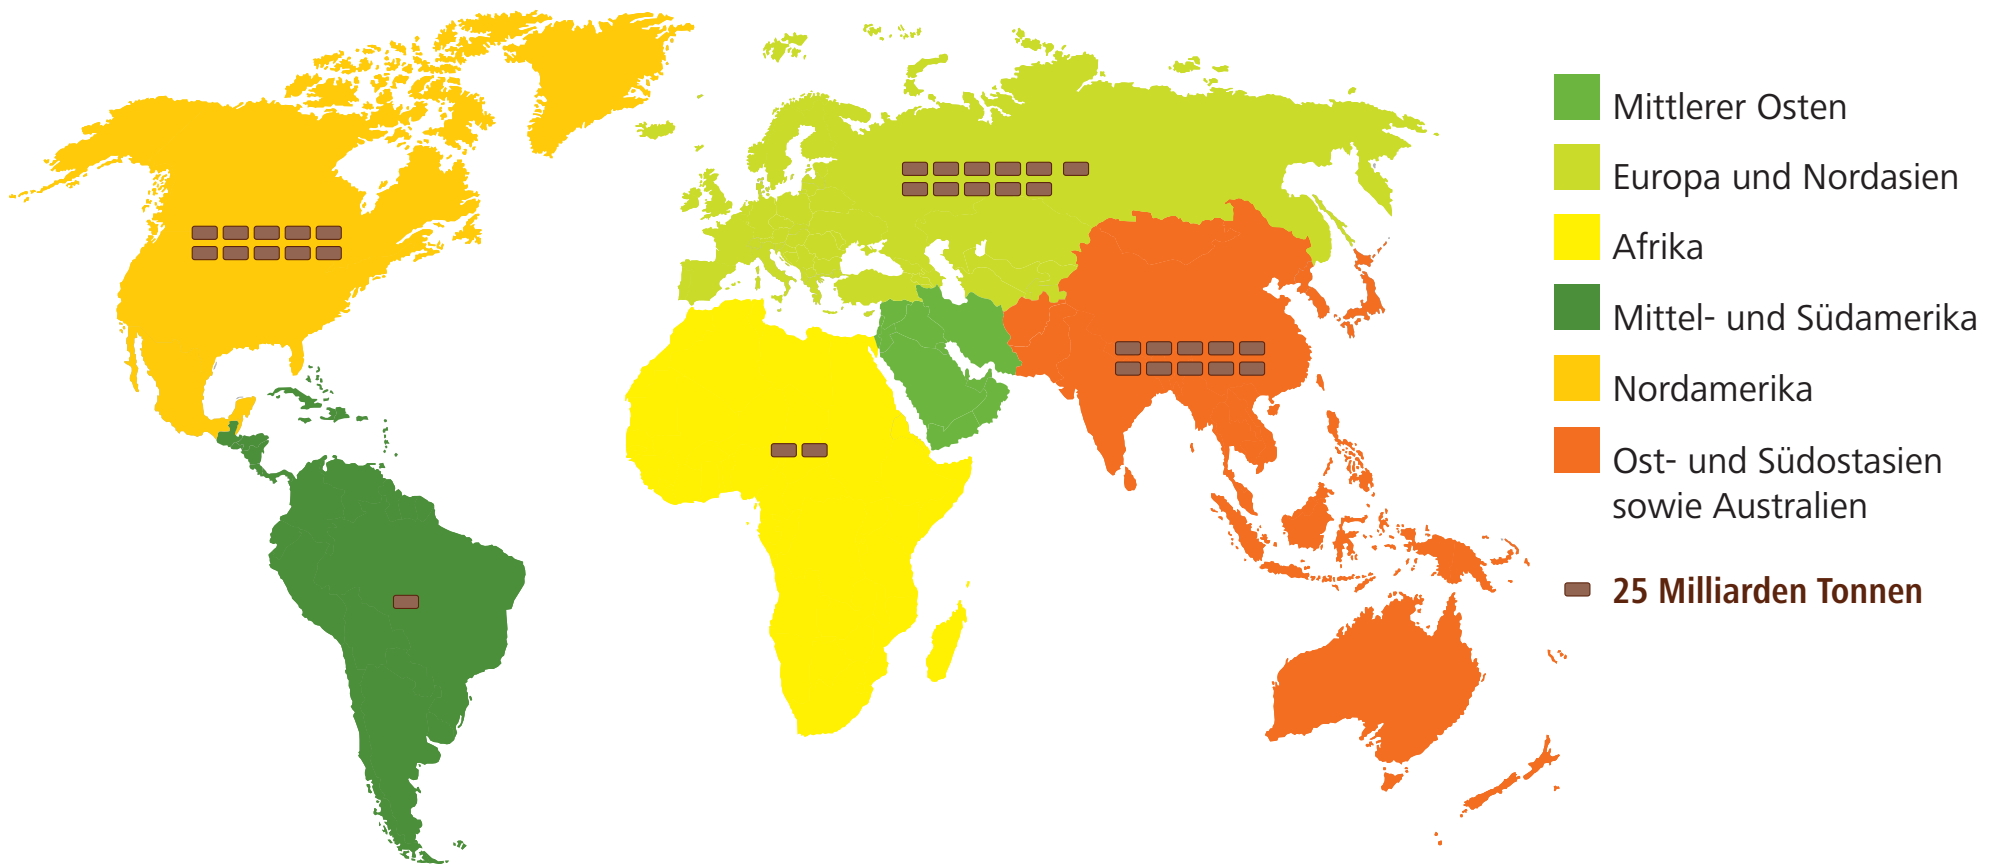 Mittlerer Osten
Europa und Nordasien
Afrika
Mittel- und Südamerika
Nordamerika
Ost- und Südostasien
sowie Australien
25 Milliarden Tonnen